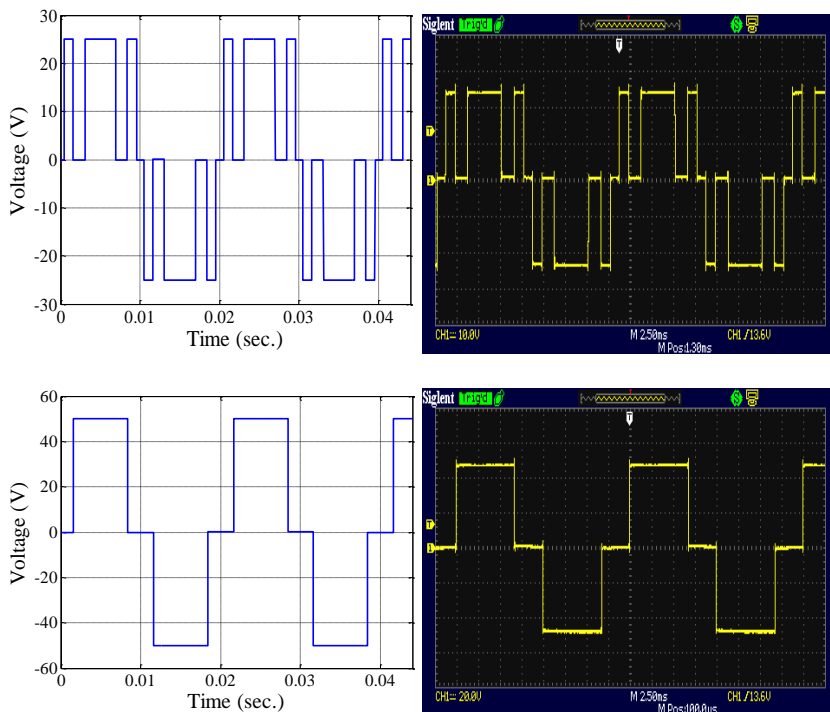 30
20
10
0
-10
-20
-30
Voltage (V)
0 0.01 0.02 0.03 0.04
Time (sec.)
Siglent Trig'd S
T
T
1
CH1 10.0V M 2.50ms CH1 / 13.6V
M Pos:1.30ms
60
40
20
0
-20
-40
-60
Voltage (V)
0 0.01 0.02 0.03 0.04
Time (sec.)
Siglent Trig'd S
T
T
1
CH1 20.0V M 2.50ms CH1 / 13.6V
M Pos:100.0us